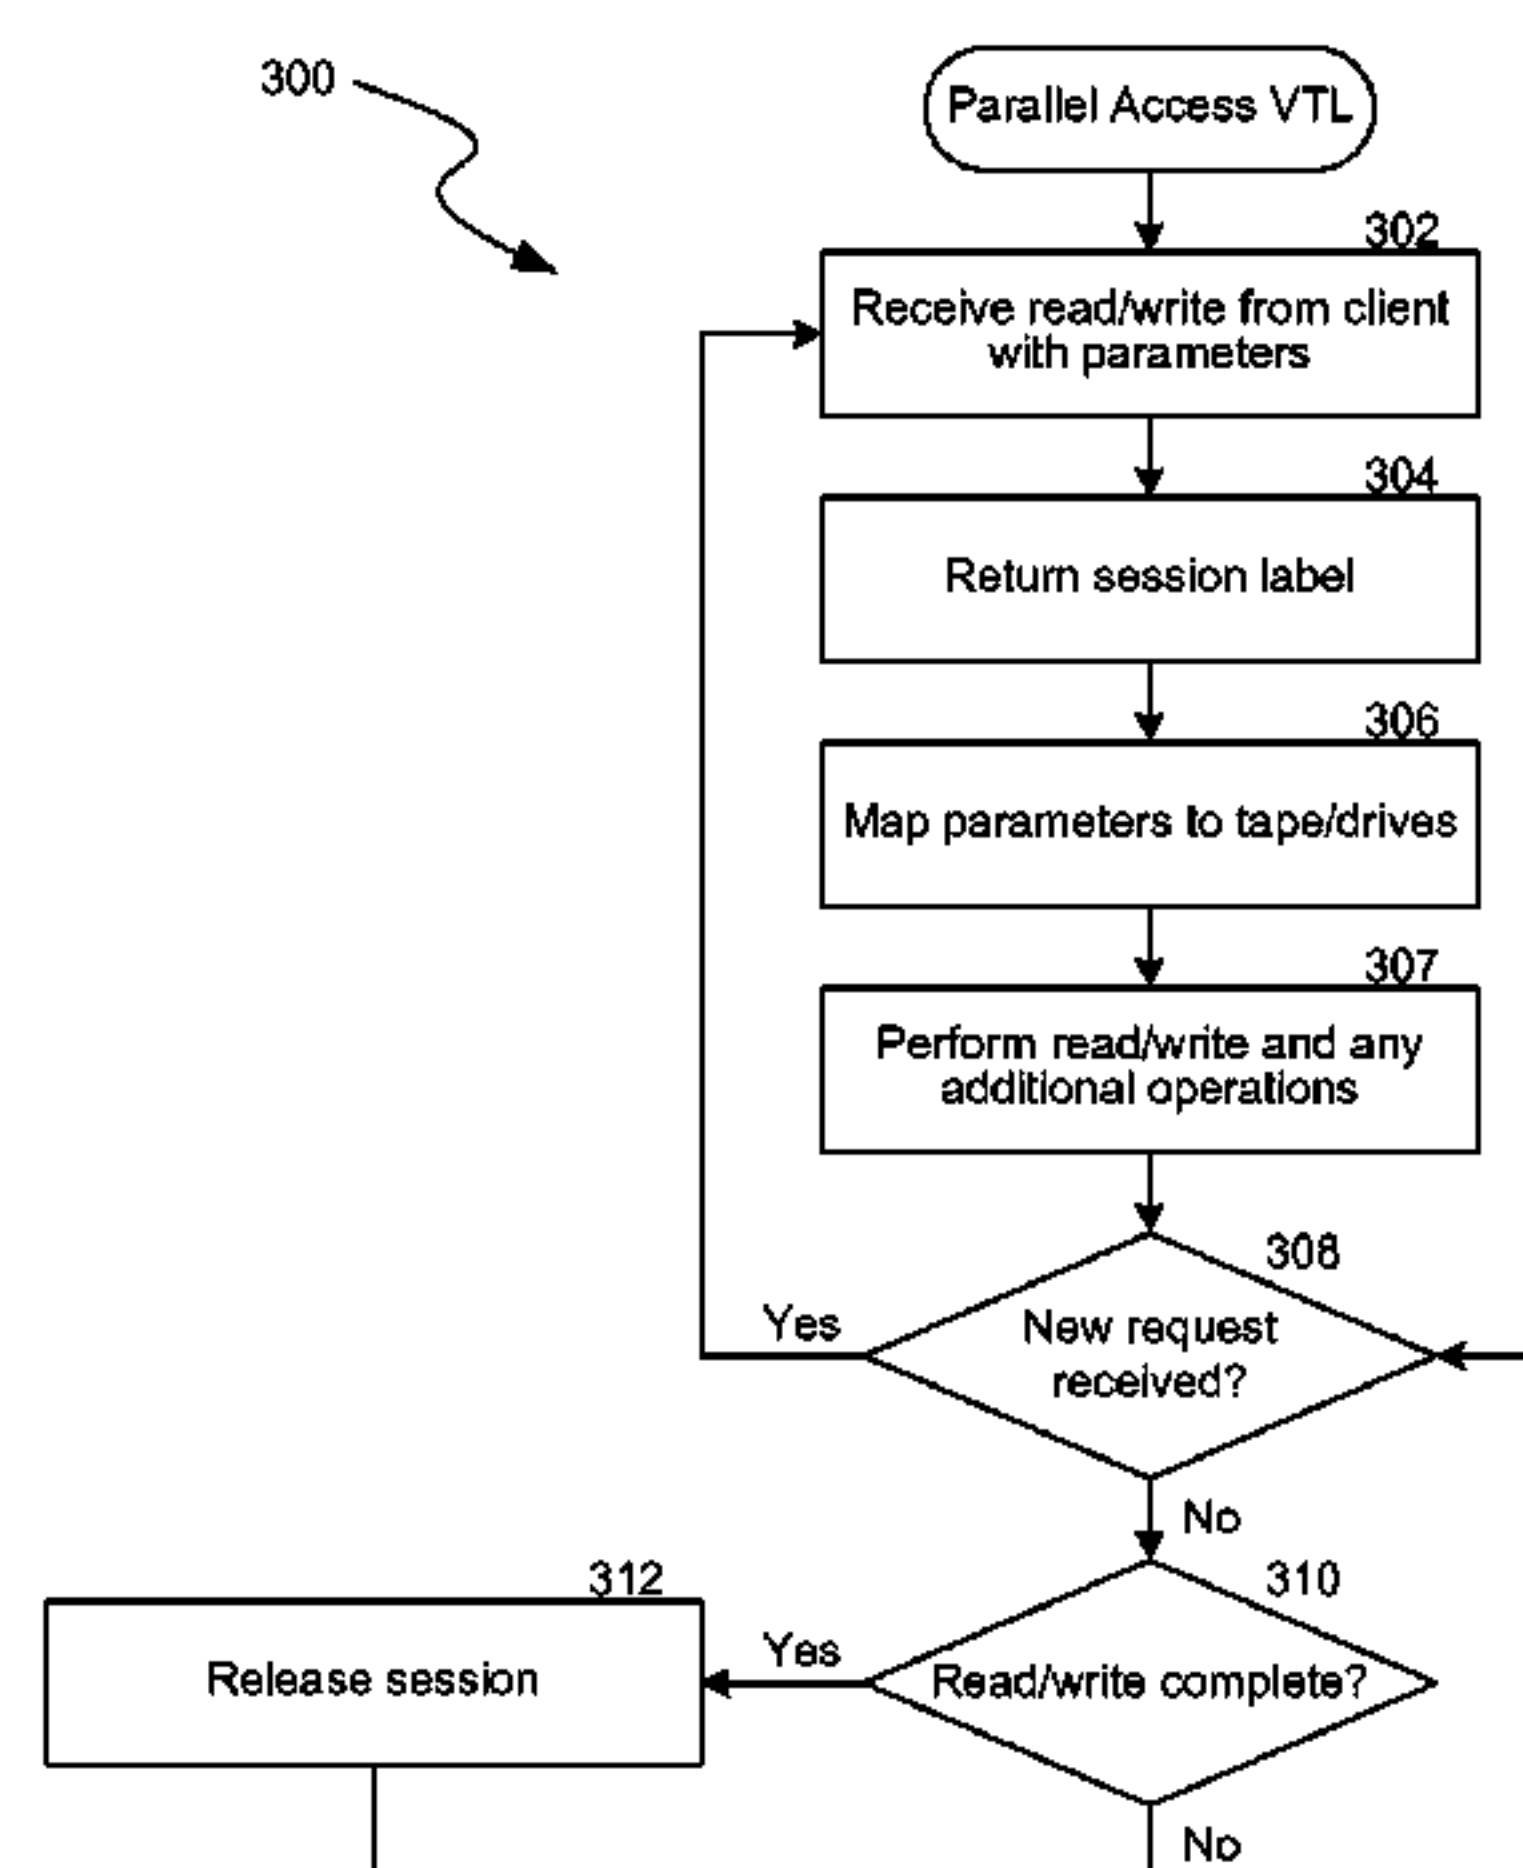 300
Parallel Access VTL
302
Receive read/write from client
with parameters
304
Return session label
306
Map parameters to tape/drives
307
Perform read/write and any
additional operations
308
Yes
New request
received?
No
312
310
Release session
Yes
Read/write complete?
No